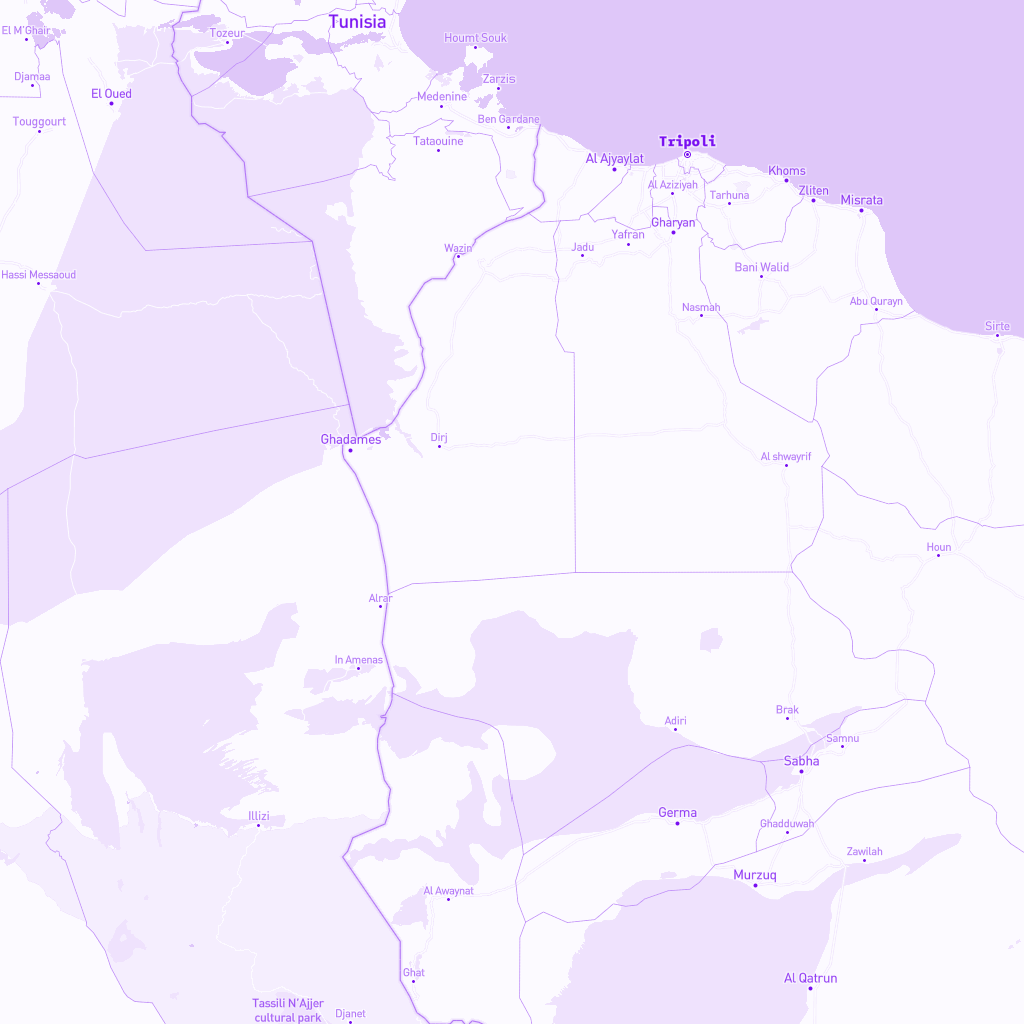 Tunisia
El M'Ghair
Tozeur
Houmt Souk
Djamaa
Zarzis
El Oued
Medenine
Touggourt
Ben Gardane
Tataouine
Tripoli
Al Ajyaylat
Khoms
Al Aziziyah
Zliten
Tarhuna
Misrata
Gharyan
Yafran
Wazin
Jadu
Hassi Messaoud
Bani Walid
Nasmah
Abu Qurayn
Sirte
Ghadames
Dirj
Al shwayrif
Houn
Alrar
In Amenas
Brak
Adiri
Samnu
Sabha
Illizi
Germa
Ghadduwah
Zawilah
Murzuq
Al Awaynat
Ghat
Al Qatrun
Tassili N'Ajjer
cultural park
Djanet